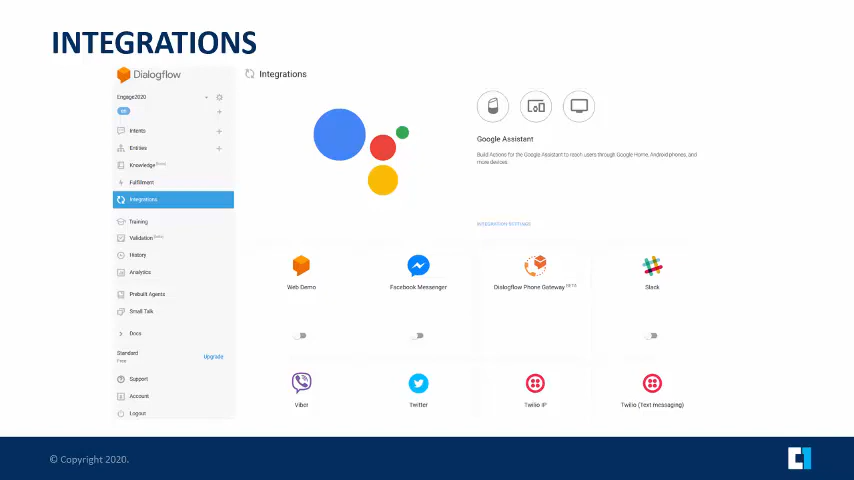 INTEGRATIONS
Dialogflow
Integrations
Engage2020
en
Intents
Entities
Knowledge [beta]
Fulfillment
Integrations
Training
Validation [beta]
History
Analytics
Prebuilt Agents
Small Talk
Docs
Standard
Free
Upgrade
Support
Account
Logout
Google Assistant
Build Actions for the Google Assistant to reach users through Google Home, Android phones, and
more devices.
INTEGRATION SETTINGS
Web Demo
Facebook Messenger
Dialogflow Phone Gateway BETA
Slack
Viber
Twitter
Twilio IP
Twilio (Text messaging)
© Copyright 2020.